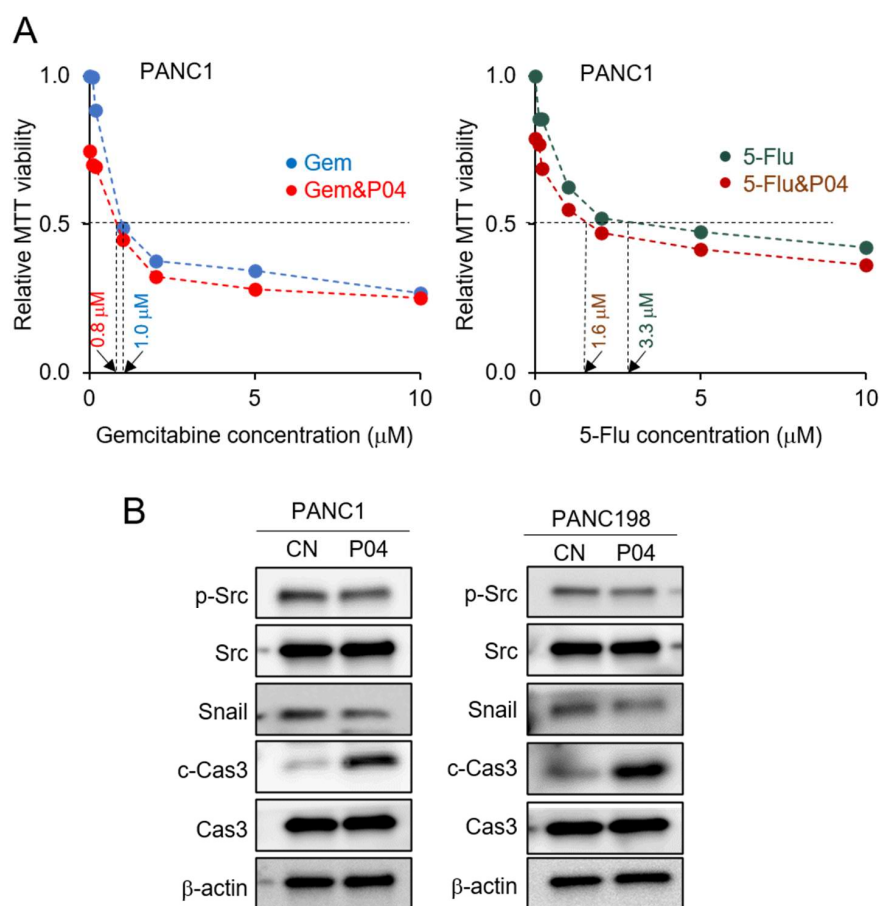 A
PANC1
Relative MTT viability
1.0
0.5
0.0
Gem
Gem&P04
0.8 μM
1.0 μM
0
5
10
Gemcitabine concentration (μM)
PANC1
Relative MTT viability
1.0
0.5
0.0
5-Flu
5-Flu&P04
1.6 μM
3.3 μM
0
5
10
5-Flu concentration (μM)
B
PANC1
CN P04
p-Src
Src
Snail
c-Cas3
Cas3
β-actin
PANC198
CN P04
p-Src
Src
Snail
c-Cas3
Cas3
β-actin